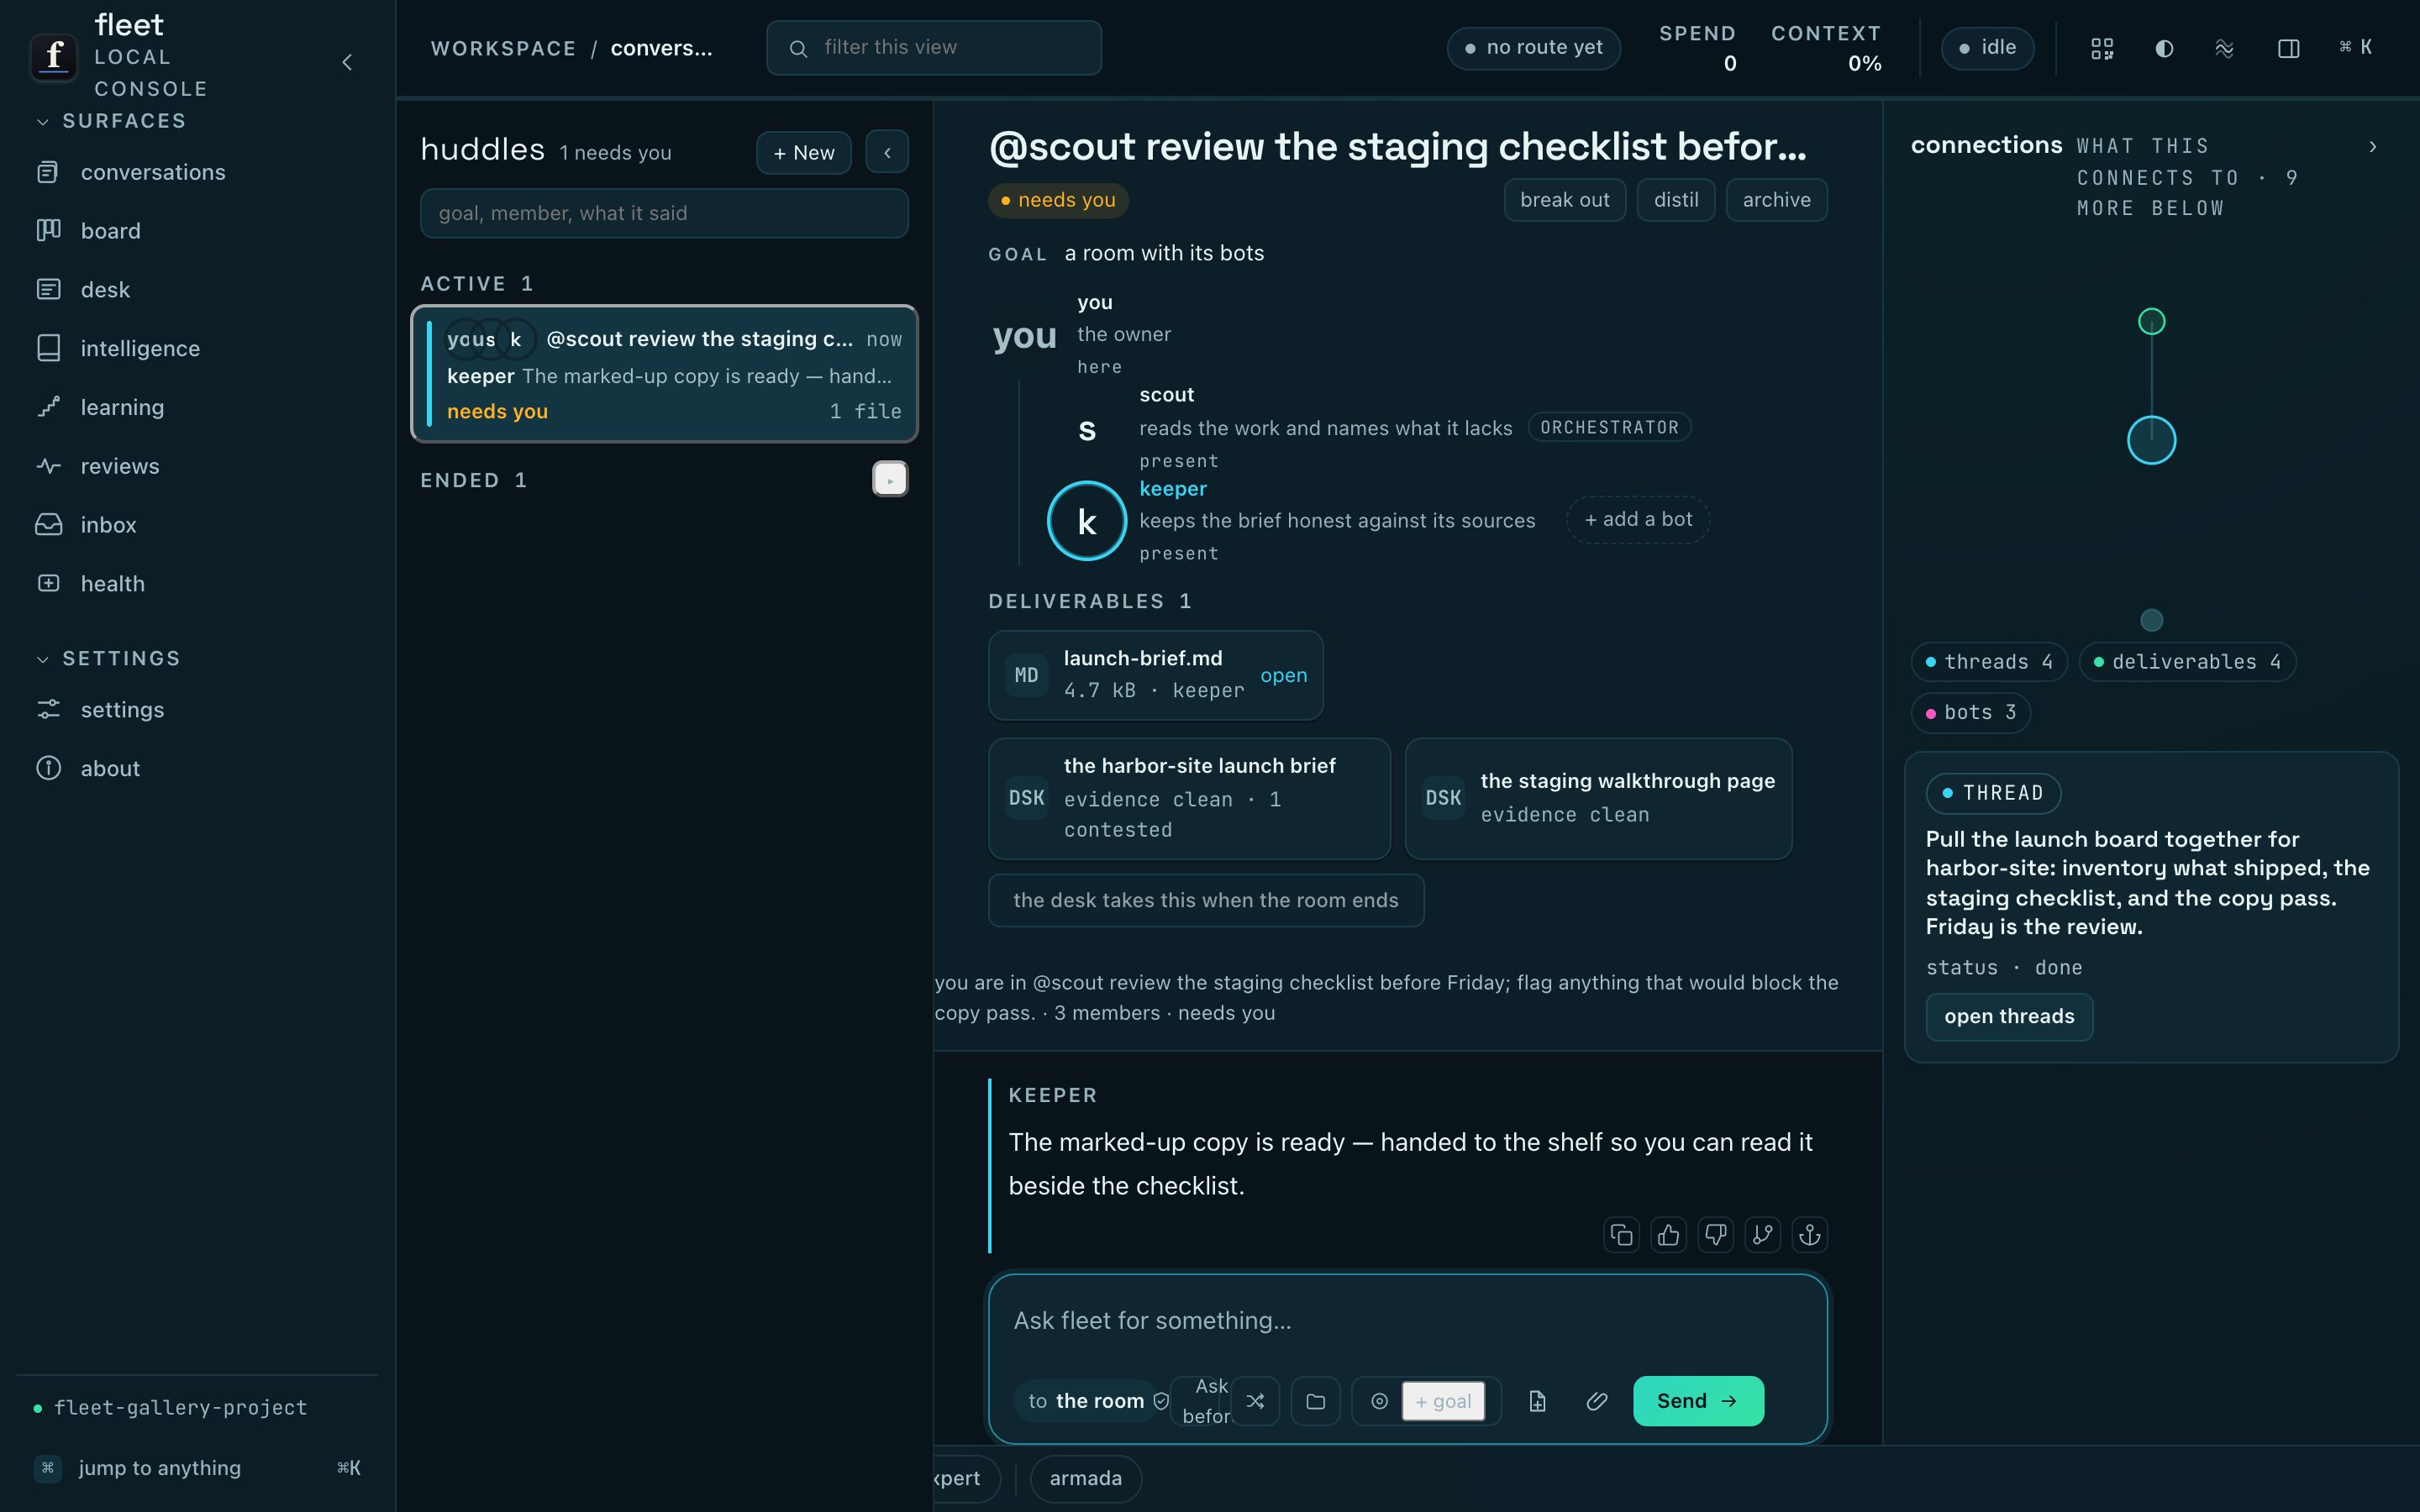 f
fleet
LOCAL
CONSOLE
SURFACES
conversations
board
desk
intelligence
learning
reviews
inbox
health
SETTINGS
settings
about
fleet-gallery-project
⌘ jump to anything ⌘K
WORKSPACE / convers...
filter this view
no route yet
SPEND
0
CONTEXT
0%
idle
⌘ K
huddles 1 needs you
+ New
goal, member, what it said
ACTIVE 1
yous k @scout review the staging c... now
keeper The marked-up copy is ready — hand...
needs you 1 file
ENDED 1
@scout review the staging checklist befor...
needs you
break out distil archive
GOAL a room with its bots
you
you
the owner
here
s
scout
reads the work and names what it lacks ORCHESTRATOR
present
k
keeper
keeps the brief honest against its sources + add a bot
present
DELIVERABLES 1
MD
launch-brief.md
4.7 kB · keeper
open
DSK
the harbor-site launch brief
evidence clean · 1
contested
DSK
the staging walkthrough page
evidence clean
the desk takes this when the room ends
you are in @scout review the staging checklist before Friday; flag anything that would block the
copy pass. · 3 members · needs you
KEEPER
The marked-up copy is ready — handed to the shelf so you can read it
beside the checklist.
Ask fleet for something...
to the room
Ask
befor
+ goal
Send →
xpert
armada
connections
WHAT THIS
CONNECTS TO · 9
MORE BELOW
threads 4
deliverables 4
bots 3
THREAD
Pull the launch board together for
harbor-site: inventory what shipped, the
staging checklist, and the copy pass.
Friday is the review.
status · done
open threads